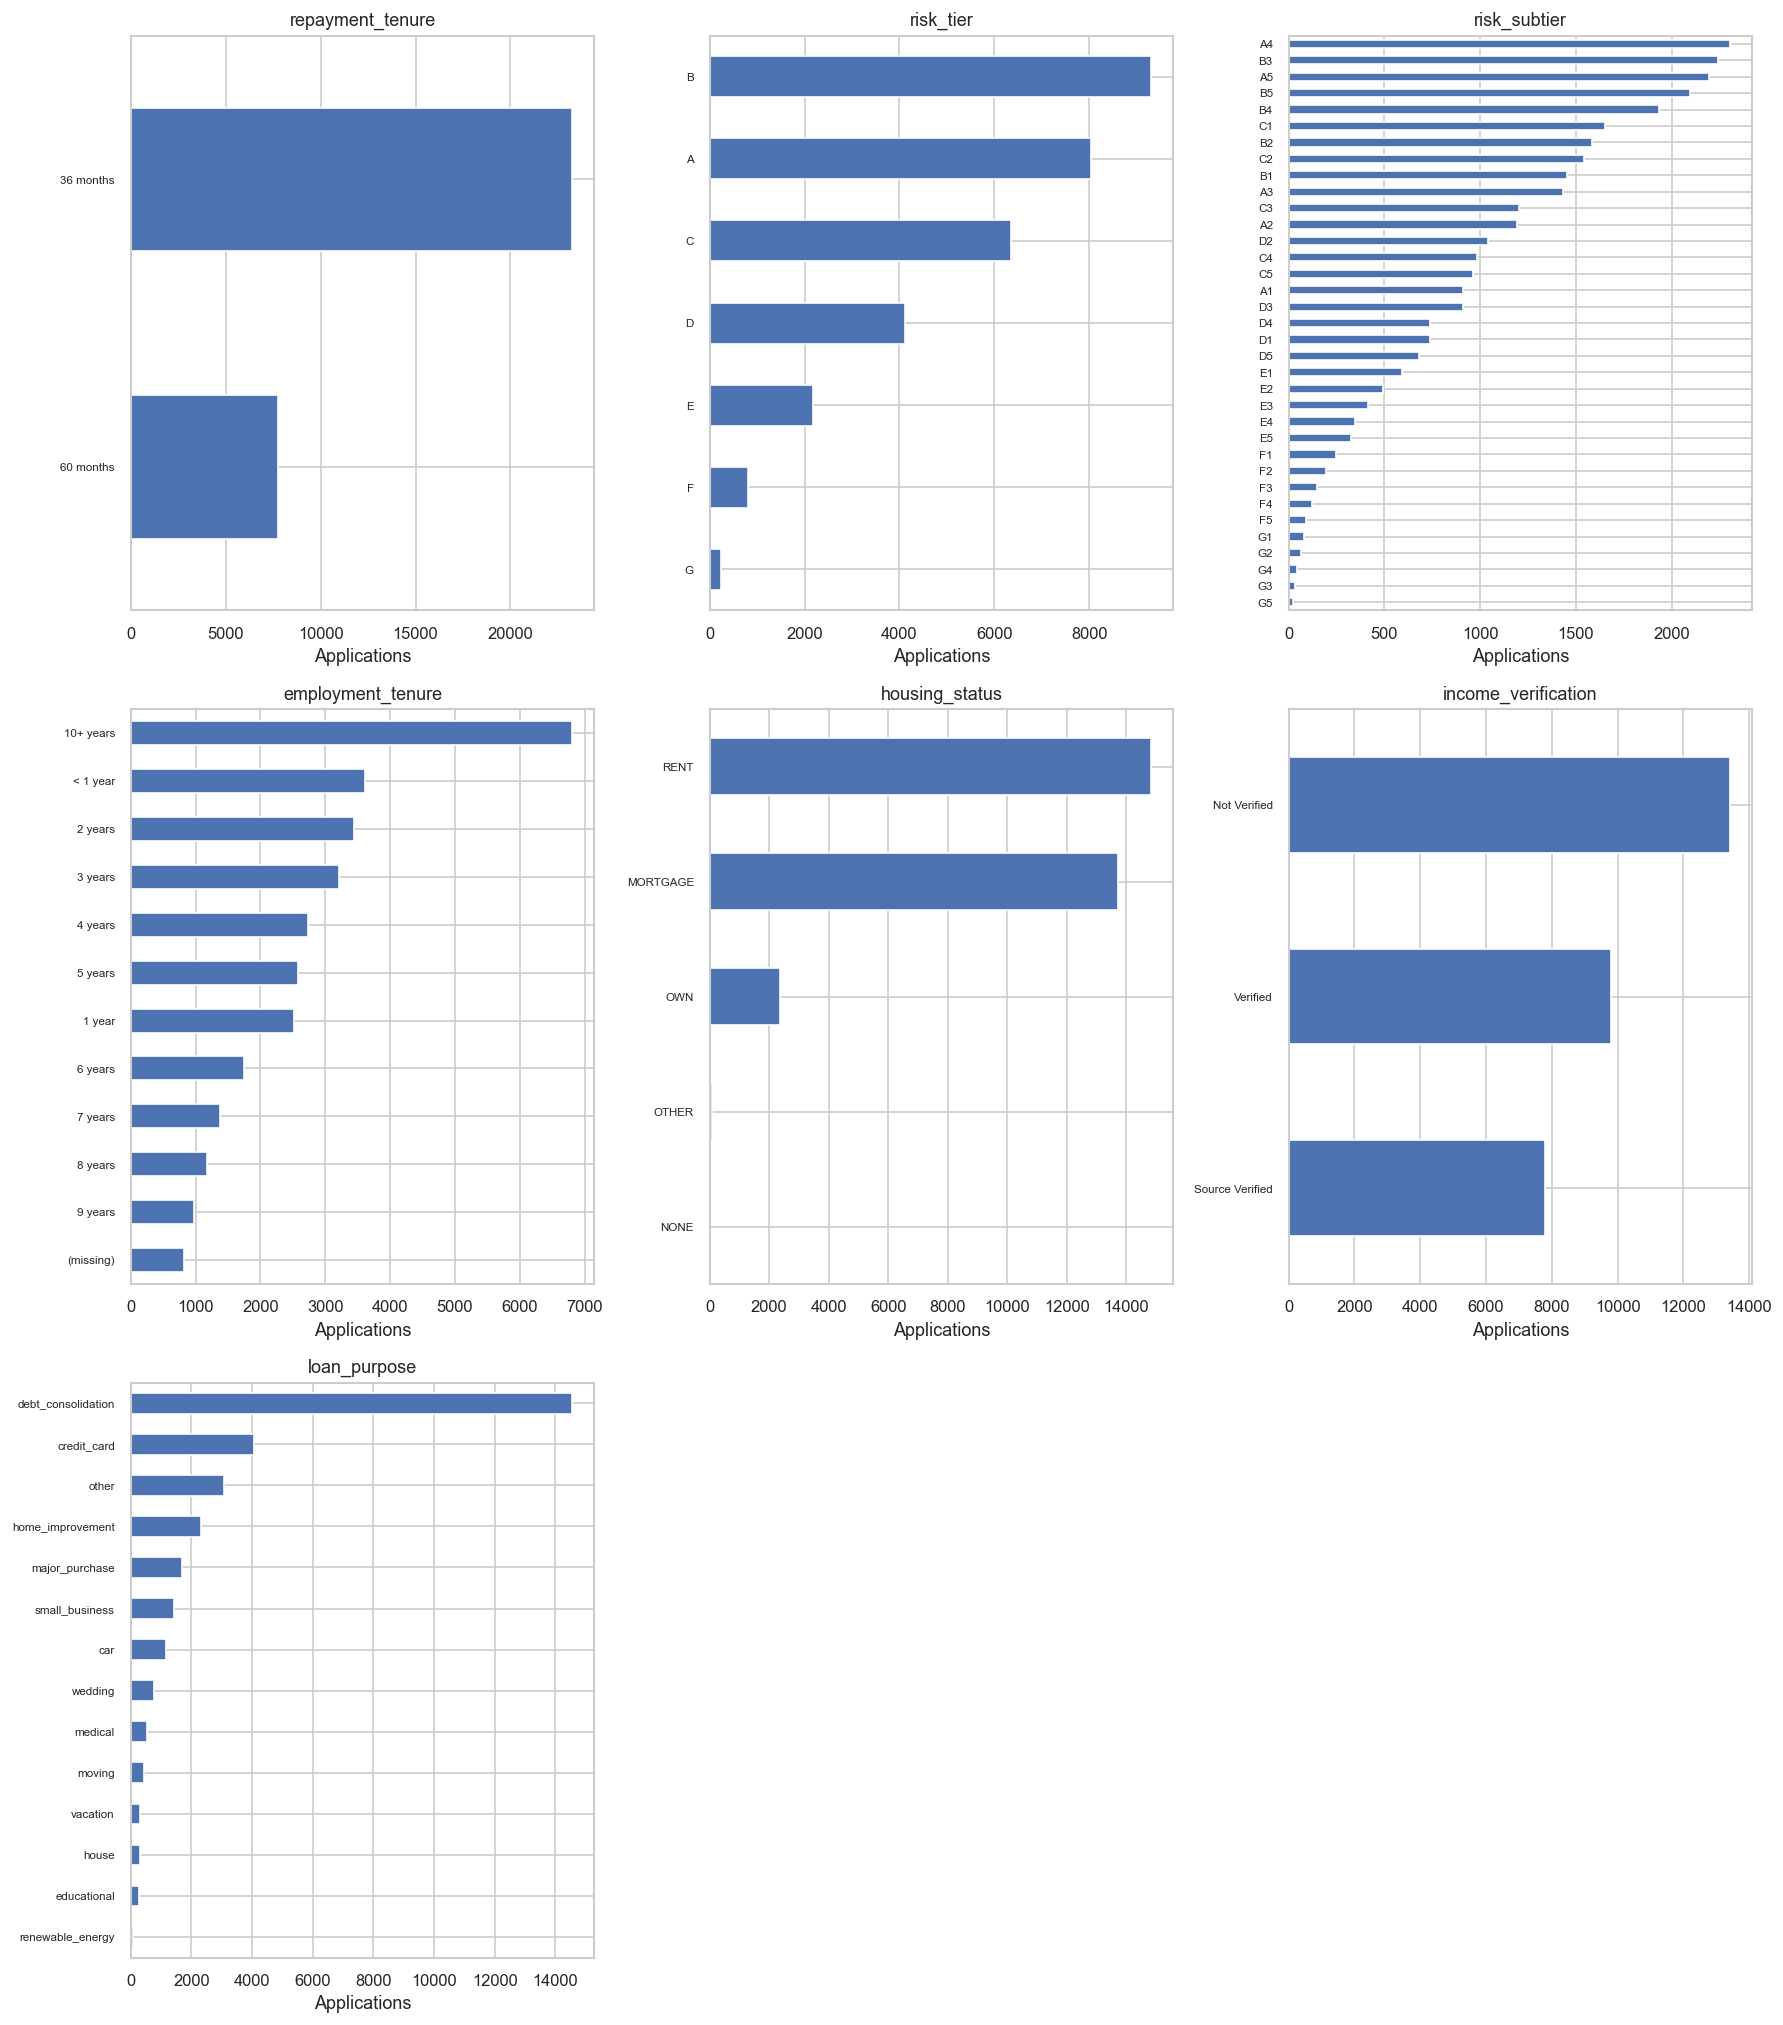 repayment_tenure
36 months
60 months
0 5000 10000 15000 20000
Applications
risk_tier
B
A
C
D
E
F
G
0 2000 4000 6000 8000
Applications
risk_subtier
A4
B3
A5
B5
B4
C1
B2
C2
B1
A3
C3
A2
D2
C4
C5
A1
D3
D4
D1
D5
E1
E2
E3
E4
E5
F1
F2
F3
F4
F5
G1
G2
G4
G3
G5
0 500 1000 1500 2000
Applications
employment_tenure
10+ years
< 1 year
2 years
3 years
4 years
5 years
1 year
6 years
7 years
8 years
9 years
(missing)
0 1000 2000 3000 4000 5000 6000 7000
Applications
housing_status
RENT
MORTGAGE
OWN
OTHER
NONE
0 2000 4000 6000 8000 10000 12000 14000
Applications
income_verification
Not Verified
Verified
Source Verified
0 2000 4000 6000 8000 10000 12000 14000
Applications
loan_purpose
debt_consolidation
credit_card
other
home_improvement
major_purchase
small_business
car
wedding
medical
moving
vacation
house
educational
renewable_energy
0 2000 4000 6000 8000 10000 12000 14000
Applications